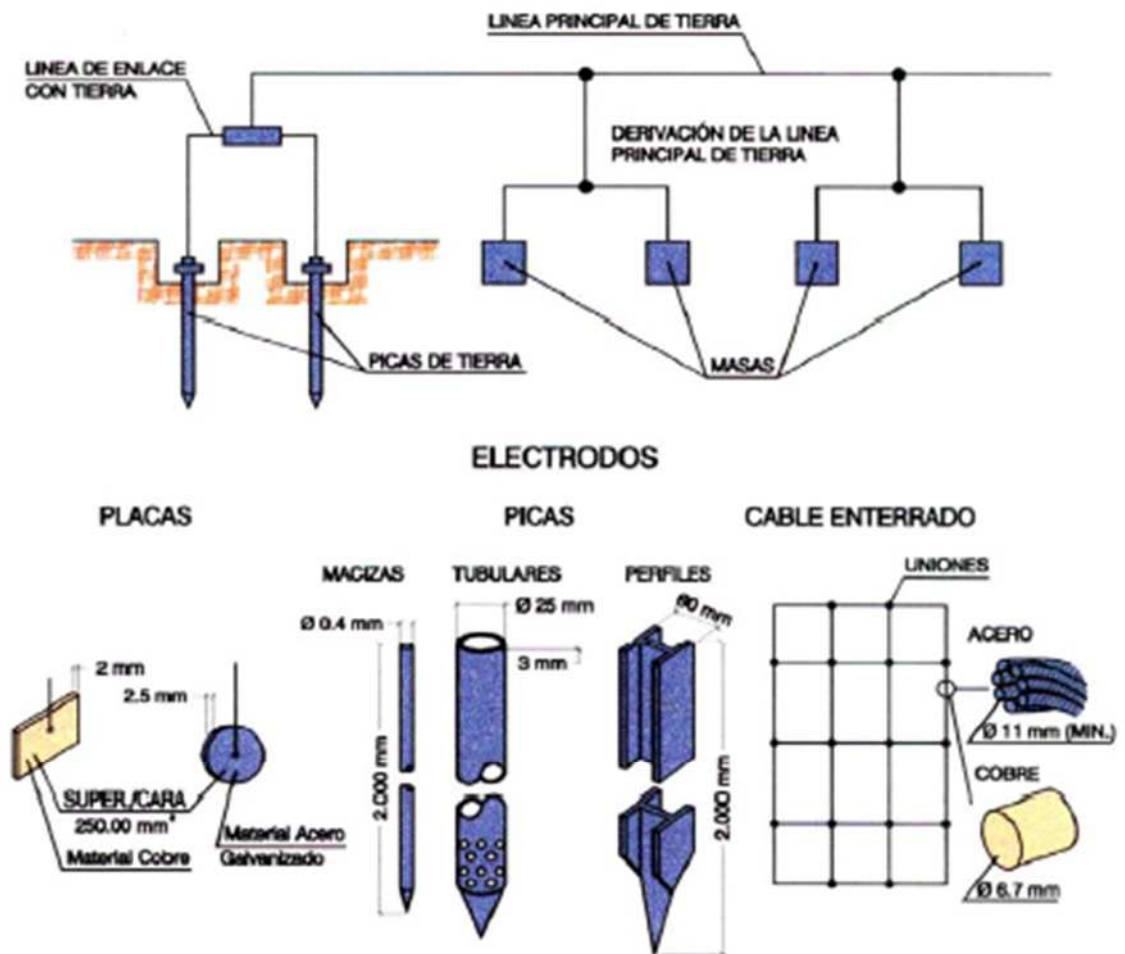 LINEA PRINCIPAL DE TIERRA
LINEA DE ENLACE
CON TIERRA
DERIVACIÓN DE LA LINEA
PRINCIPAL DE TIERRA
PICAS DE TIERRA
MASAS
ELECTRODOS
PLACAS
PICAS
CABLE ENTERRADO
MACIZAS
TUBULARES
PERFILES
UNIONES
Ø 0.4 mm
Ø 25 mm
60 mm
3 mm
ACERO
2 mm
2.5 mm
Ø 11 mm (MIN.)
COBRE
2.000 mm
2.000 mm
SUPER./CARA
250.00 mm²
Material Cobre
Material Acero
Galvanizado
Ø 6.7 mm